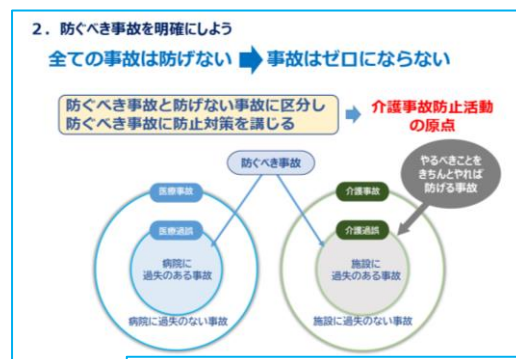 ２．防ぐべき事故を明確にしよう
全ての事故は防げない ➡ 事故はゼロにならない
防ぐべき事故と防げない事故に区分し
防ぐべき事故に防止対策を講じる
介護事故防止活動
の原点
防ぐべき事故
やるべきことを
きちんとやれば
防げる事故
医療事故
医療過誤
病院に
過失のある事故
病院に過失のない事故
介護事故
介護過誤
施設に
過失のある事故
施設に過失のない事故